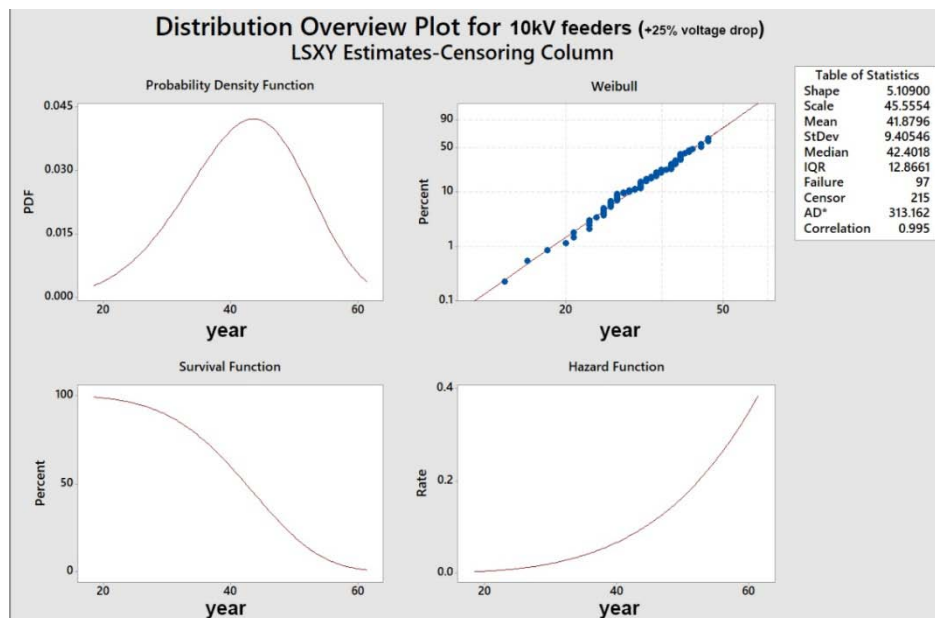 Distribution Overview Plot for 10kV feeders (+25% voltage drop)
LSXY Estimates-Censoring Column
Probability Density Function
0.045
0.030
0.015
0.000
PDF
20 40 60
year
Weibull
90
50
10
1
0.1
Percent
20 50
year
Table of Statistics
Shape 5.10900
Scale 45.5554
Mean 41.8796
StDev 9.40546
Median 42.4018
IQR 12.8661
Failure 97
Censor 215
AD* 313.162
Correlation 0.995
Survival Function
100
50
0
Percent
20 40 60
year
Hazard Function
0.4
0.2
0.0
Rate
20 40 60
year